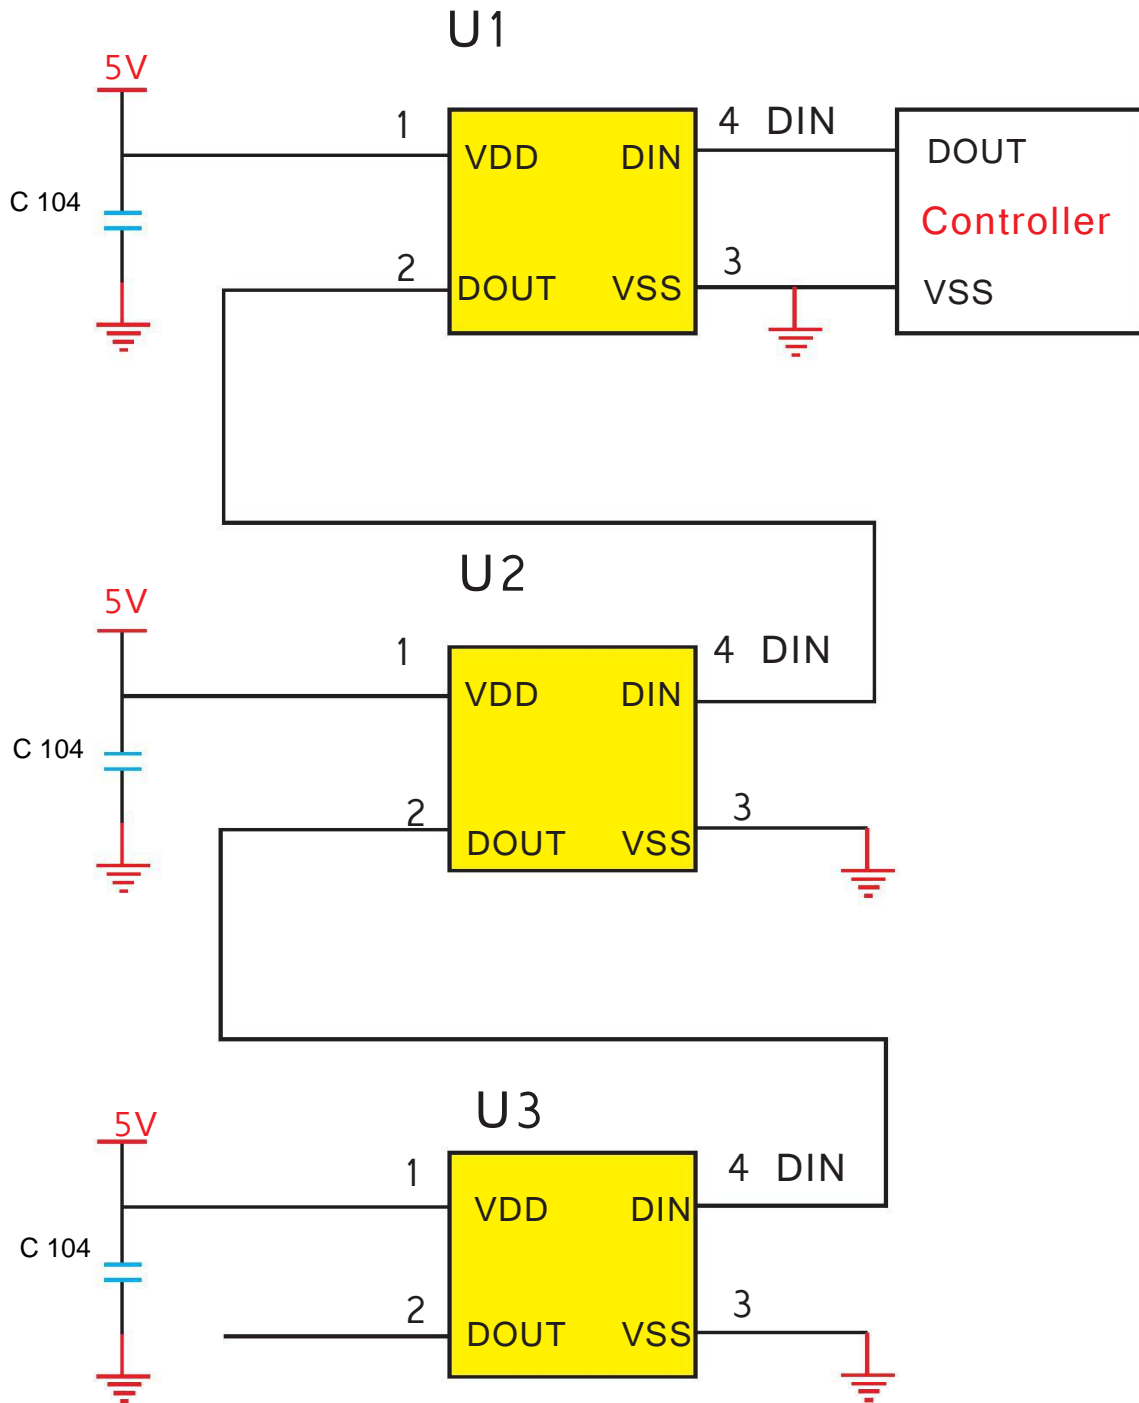 U1
5V
1
4 DIN
VDD
DIN
DOUT
C 104
Controller
2
3
DOUT
VSS
VSS
U2
5V
1
4 DIN
VDD
DIN
C 104
2
3
DOUT
VSS
U3
5V
1
4 DIN
VDD
DIN
C 104
2
3
DOUT
VSS